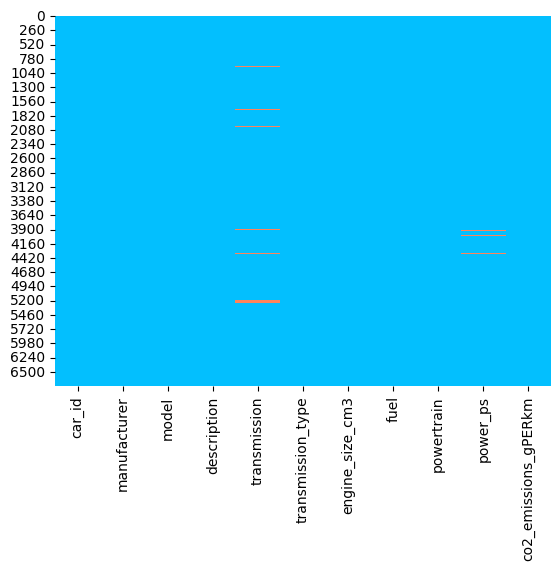 0
260
520
780
1040
1300
1560
1820
2080
2340
2600
2860
3120
3380
3640
3900
4160
4420
4680
4940
5200
5460
5720
5980
6240
6500
car_id
manufacturer
model
description
transmission
transmission_type
engine_size_cm3
fuel
powertrain
power_ps
co2_emissions_gPERkm